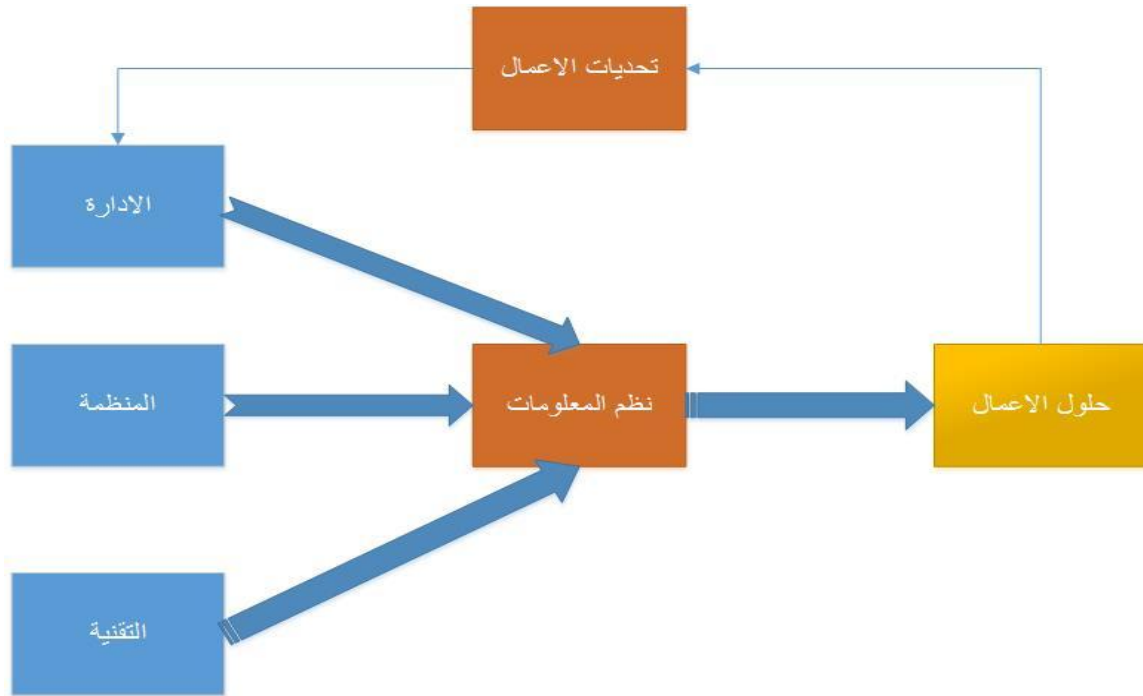 تحديات الاعمال
الادارة
المنظمة
نظم المعلومات
حلول الاعمال
التقنية